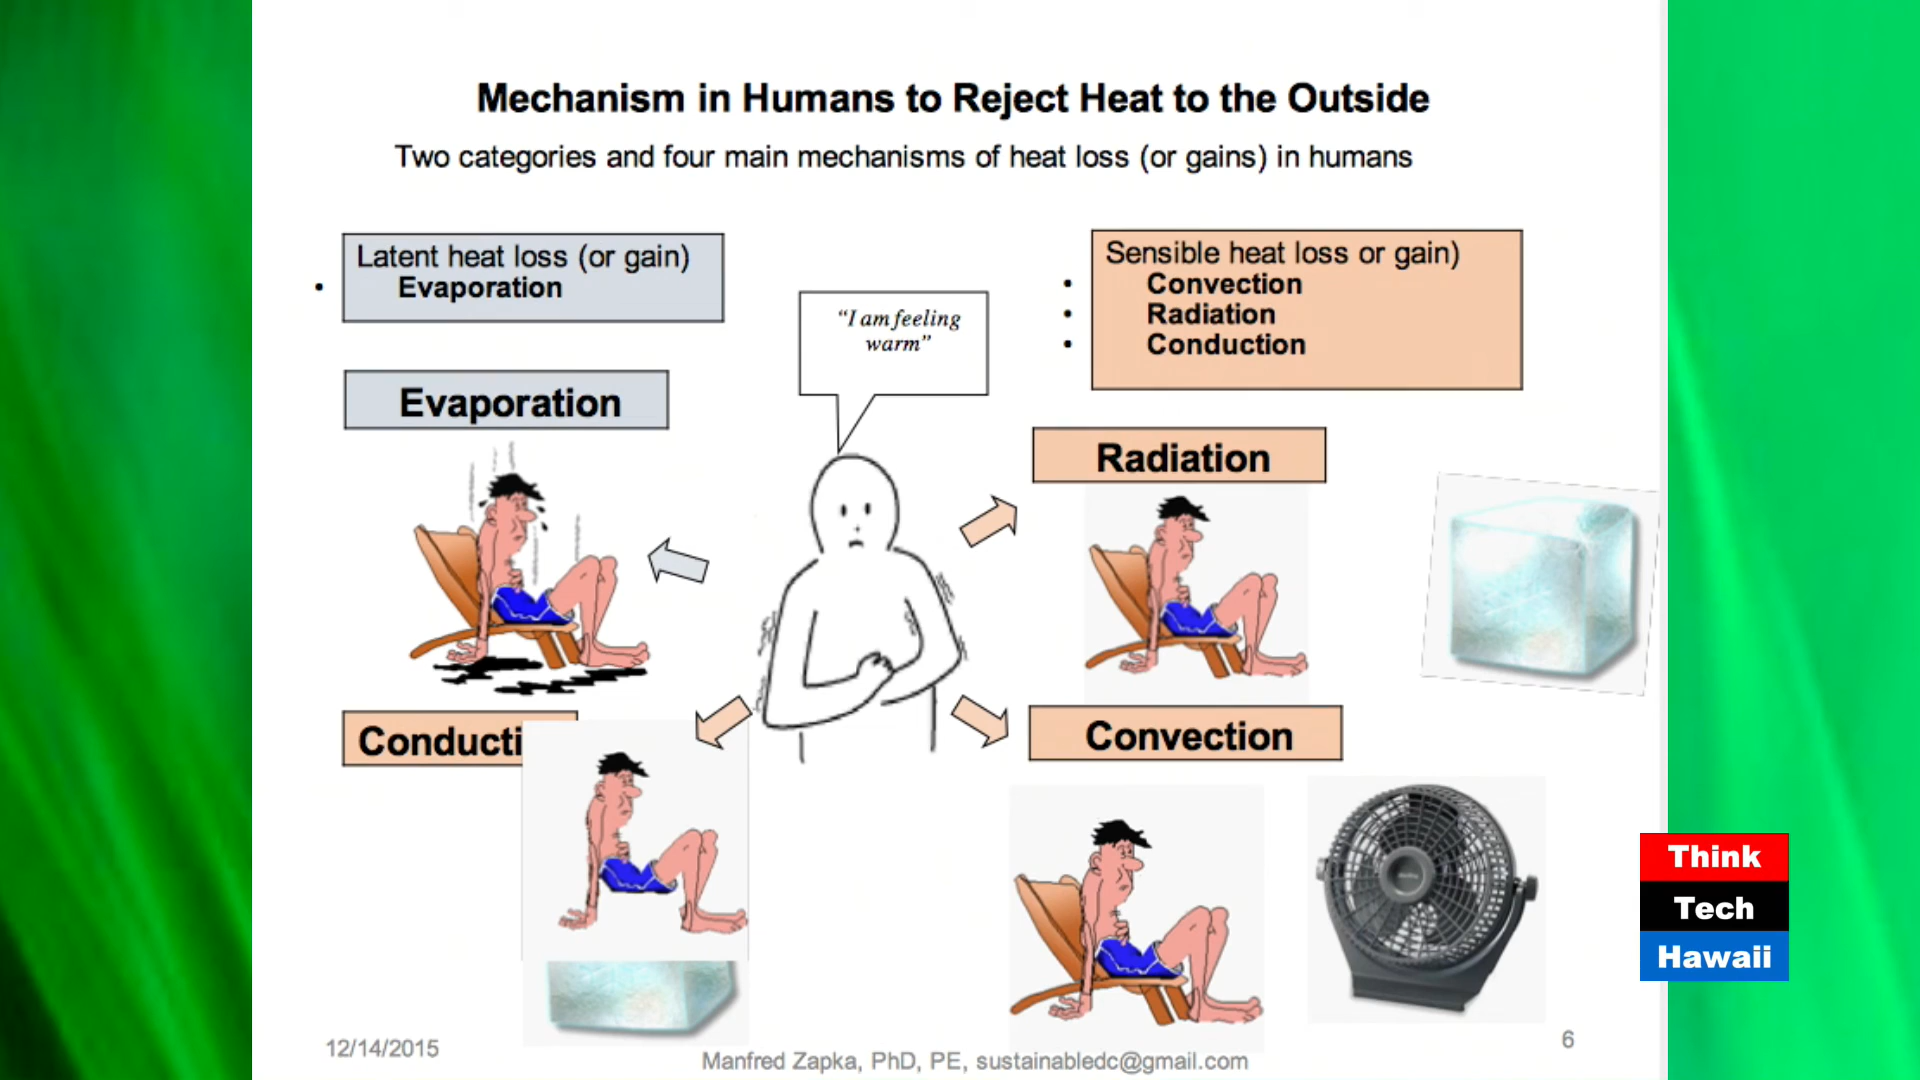 Mechanism in Humans to Reject Heat to the Outside
Two categories and four main mechanisms of heat loss (or gains) in humans
Latent heat loss (or gain)
• Evaporation
Sensible heat loss or gain)
• Convection
• Radiation
• Conduction
“I am feeling
warm”
Evaporation
Radiation
Conducti
Convection
Think
Tech
Hawaii
12/14/2015
Manfred Zapka, PhD, PE, sustainabledc@gmail.com
6